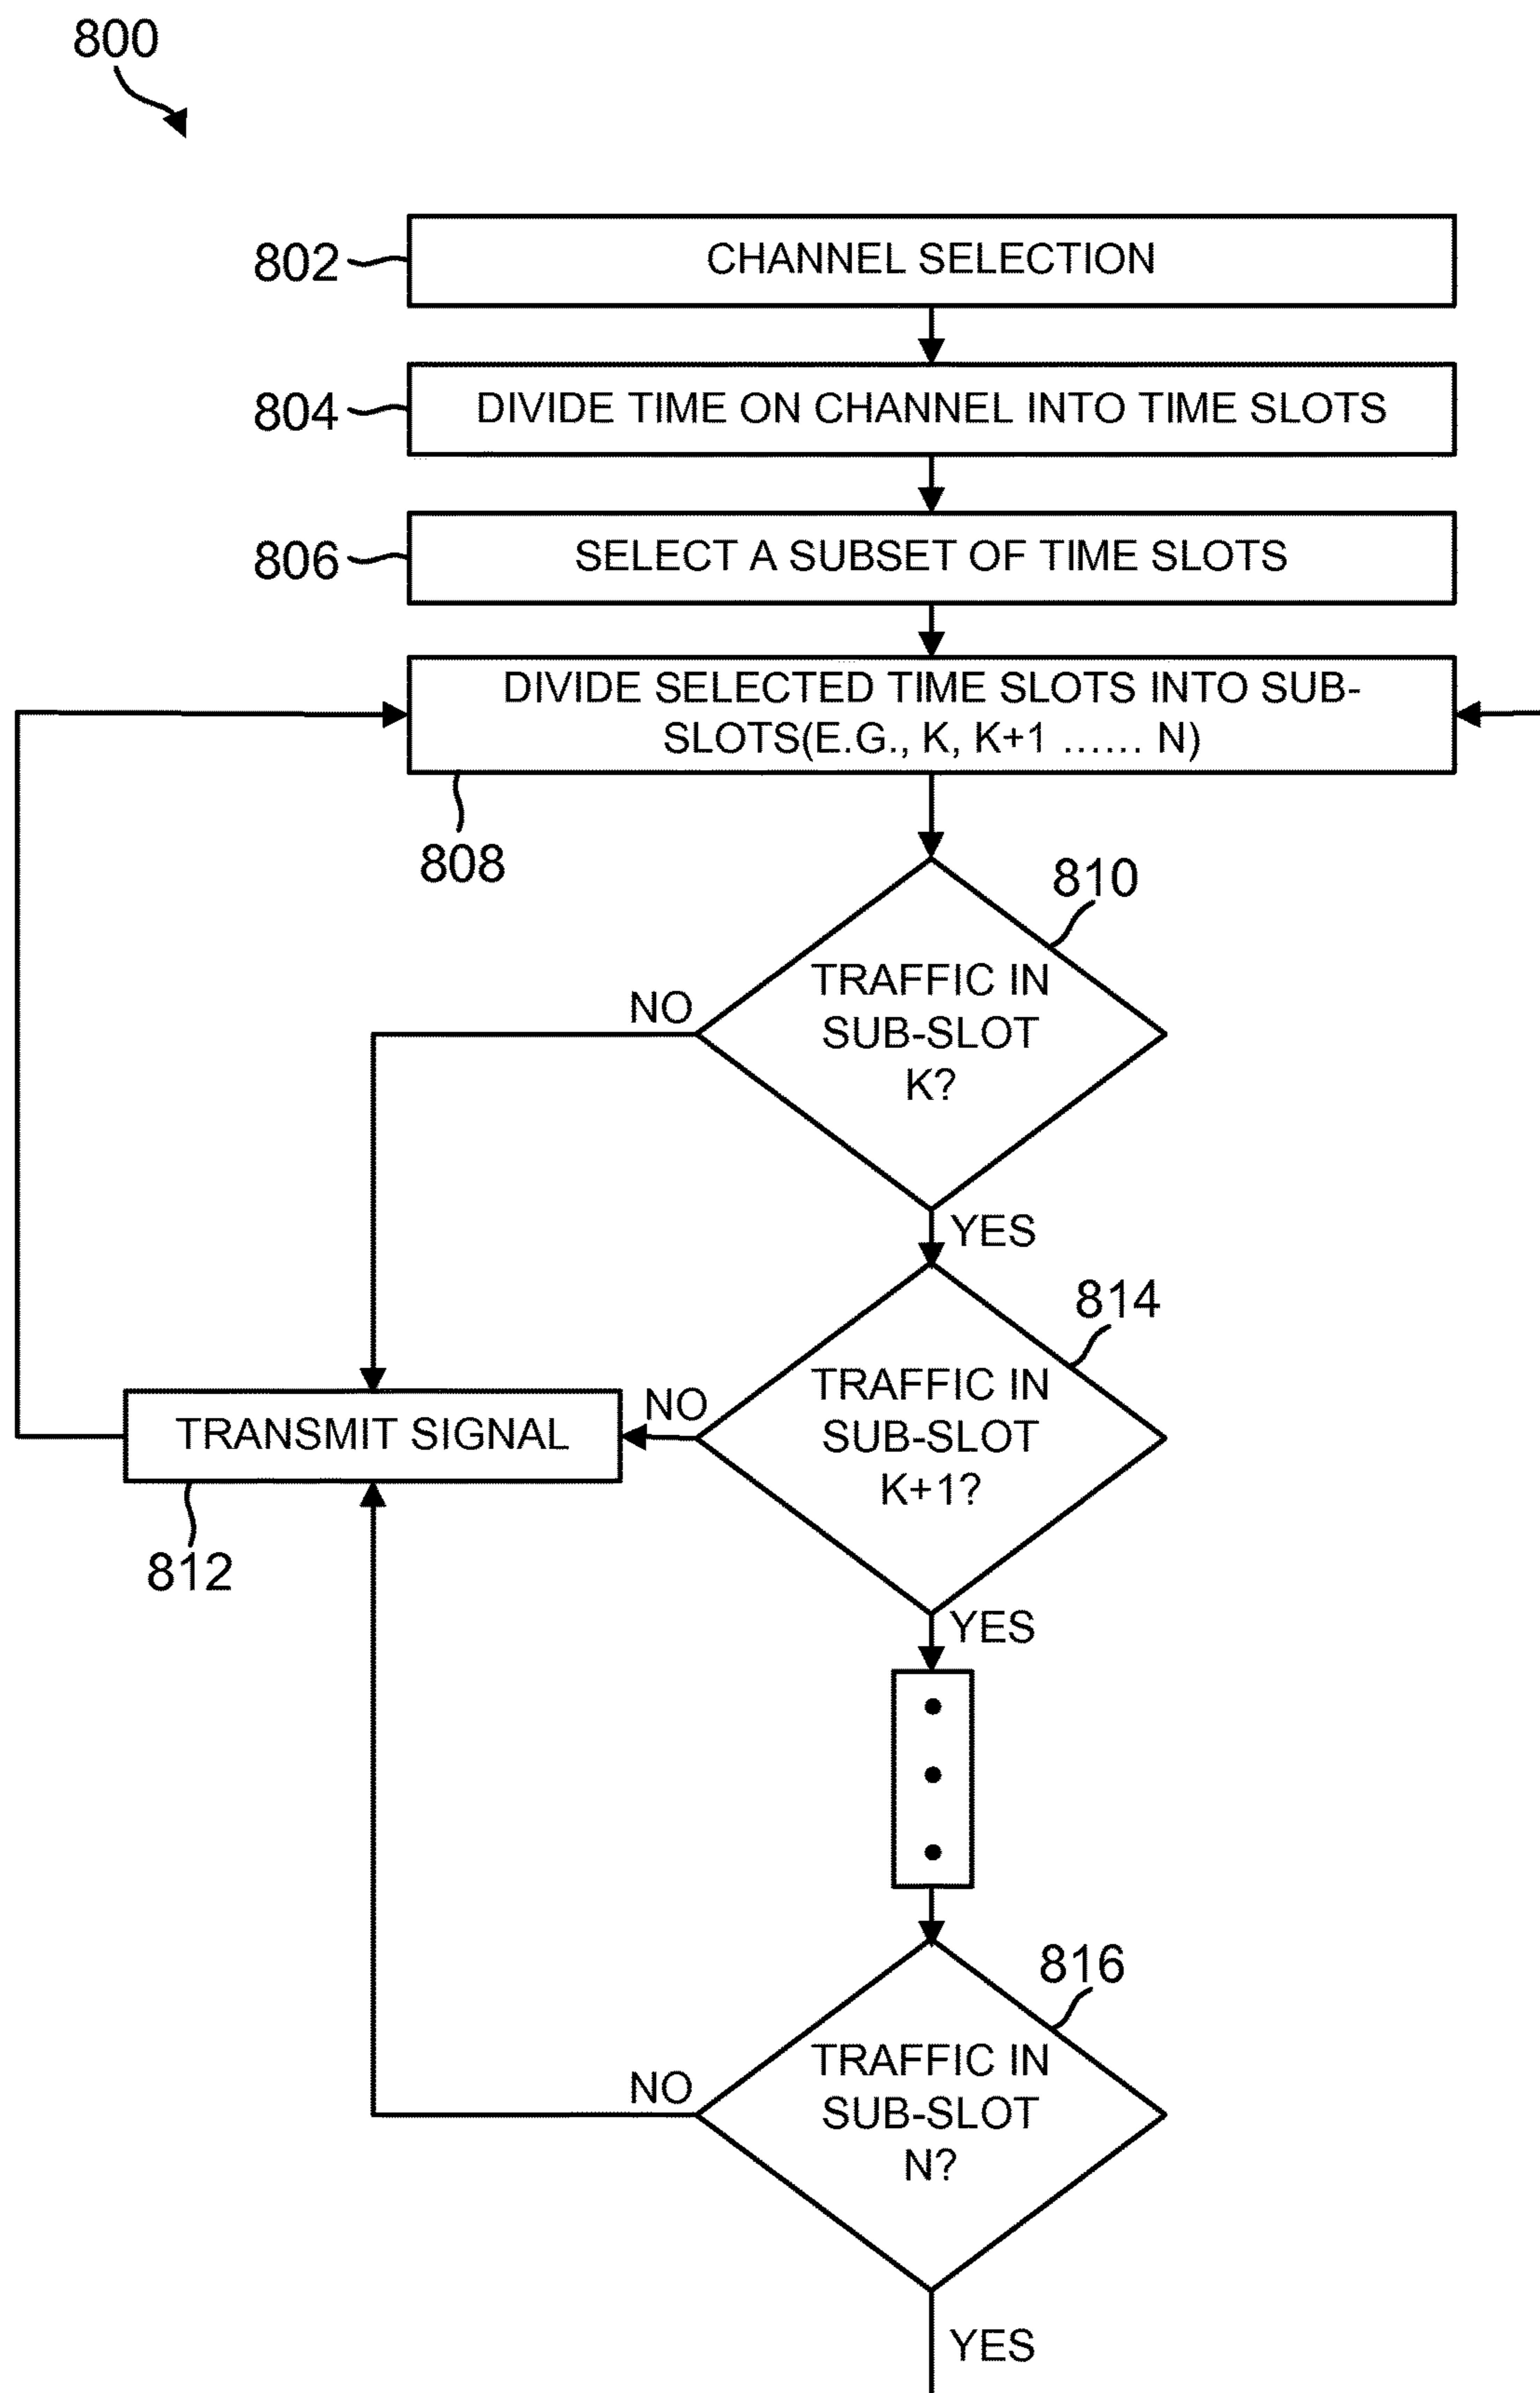 800
802
CHANNEL SELECTION
804
DIVIDE TIME ON CHANNEL INTO TIME SLOTS
806
SELECT A SUBSET OF TIME SLOTS
DIVIDE SELECTED TIME SLOTS INTO SUB-
SLOTS(E.G., K, K+1 ...... N)
808
810
TRAFFIC IN
SUB-SLOT
K?
NO
YES
814
TRAFFIC IN
SUB-SLOT
K+1?
NO
TRANSMIT SIGNAL
812
YES
816
TRAFFIC IN
SUB-SLOT
N?
NO
YES